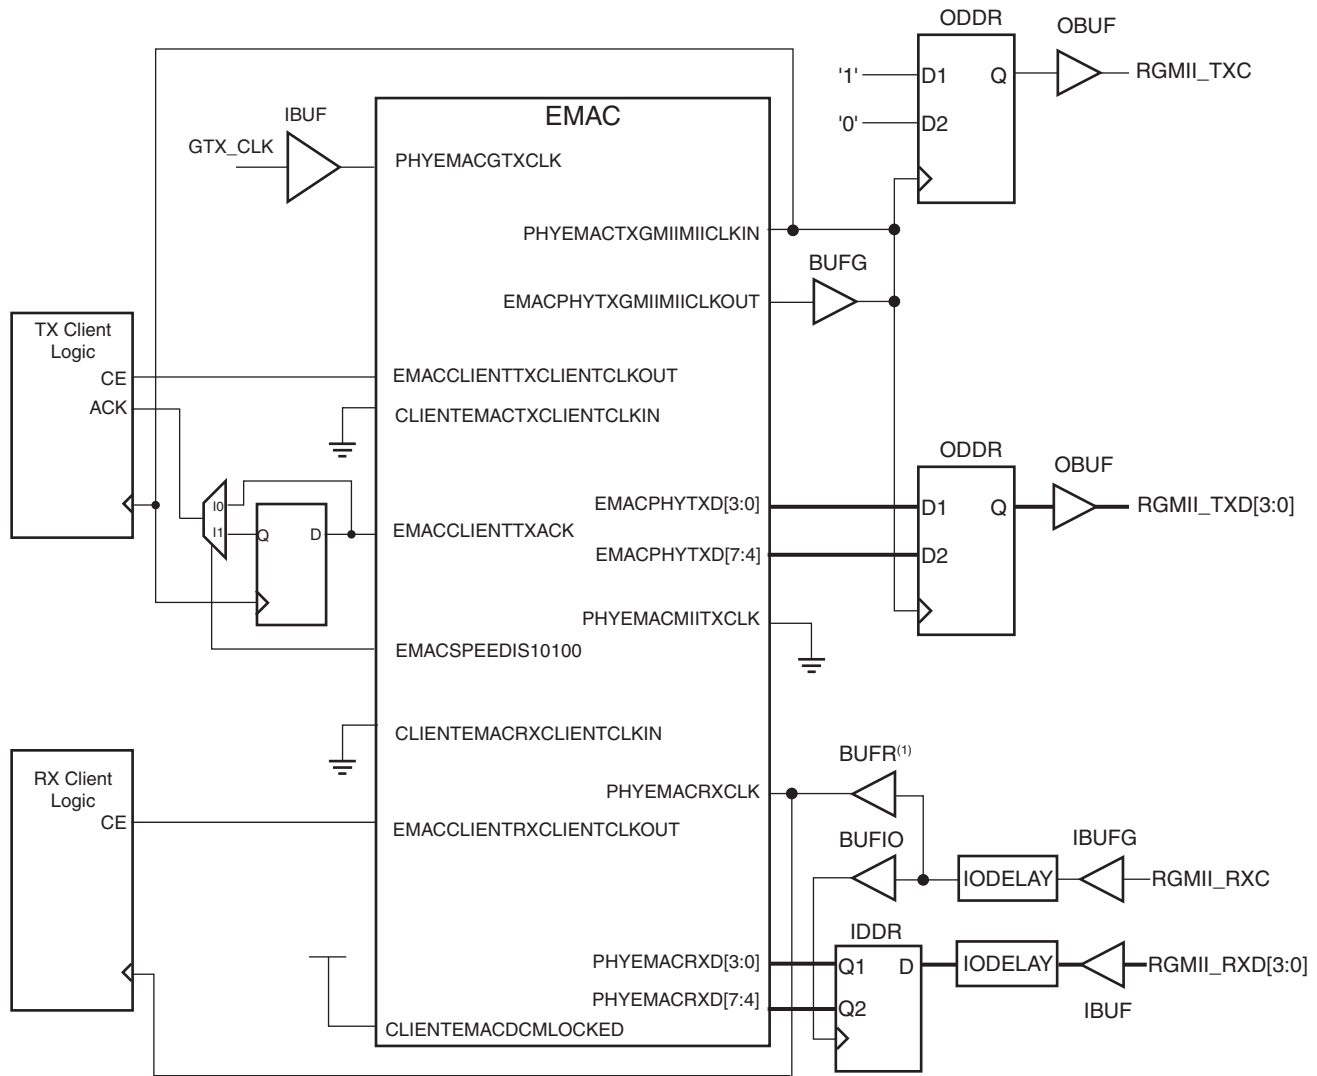 ODDR
OBUF
'1'
D1
Q
RGMII_TXC
'0'
D2
IBUF
GTX_CLK
EMAC
PHYEMACGTXCLK
PHYEMACTXGMIIMIICLKIN
BUFG
EMACPHYTXGMIIMIICLKOUT
TX Client
Logic
CE
ACK
EMACCLIENTTXCLIENTCLKOUT
CLIENTEMACTXCLIENTCLKIN
I0
I1
Q
D
EMACCLIENTTXACK
EMACSPEEDIS10100
ODDR
OBUF
EMACPHYTXD[3:0]
D1
Q
RGMII_TXD[3:0]
EMACPHYTXD[7:4]
D2
PHYEMACMIITXCLK
CLIENTEMACRXCLIENTCLKIN
RX Client
Logic
CE
EMACCLIENTRXCLIENTCLKOUT
BUFR(1)
PHYEMACRXCLK
BUFIO
IBUFG
IODELAY
RGMII_RXC
IDDR
PHYEMACRXD[3:0]
Q1
D
IODELAY
RGMII_RXD[3:0]
PHYEMACRXD[7:4]
Q2
IBUF
CLIENTEMACDCMLOCKED